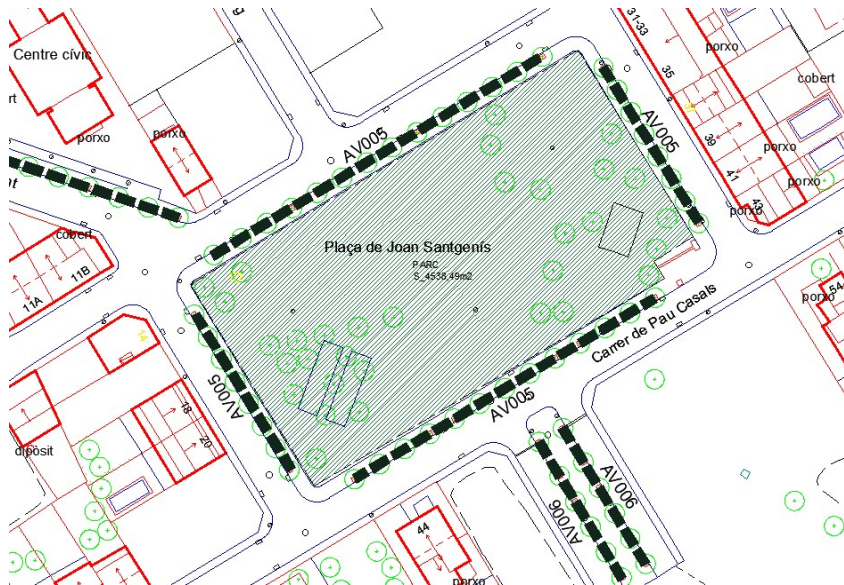 Centre cívic
porxo
porxo
31-33
35
porxo
cobert
39
41
43
porxo
porxo
porxo
AV005
AV005
cobert
11A
11B
Plaça de Joan Santgenís
PARC
S_4538,49m2
14
AV005
18
20
dipòsit
Carrer de Pau Casals
AV005
porxo
54
AV006
AV006
44
porxo